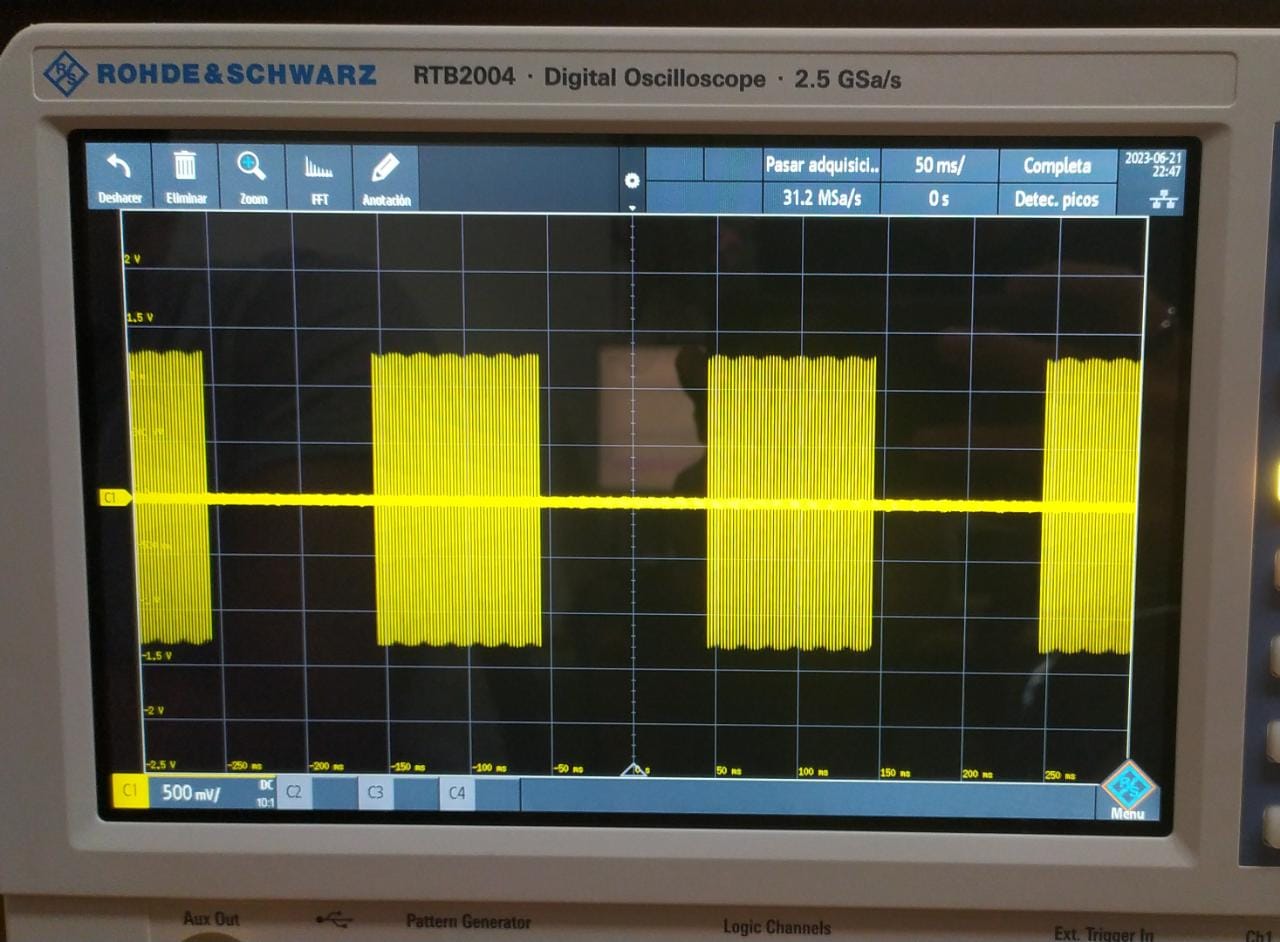 ROHDE&SCHWARZ RTB2004 · Digital Oscilloscope · 2.5 GSa/s
Deshacer Eliminar Zoom FFT Anotación
Pasar adquisici.. 50 ms/ Completa 2023-06-21
22:47
31.2 MSa/s 0 s Detec. picos
2 V
1.5 V
C1
-1.5 V
-2 V
-2.5 V -250 ms -200 ms -150 ms -100 ms -50 ms 0 s 50 ms 100 ms 150 ms 200 ms 250 ms
C1 500 mV/ DC
10:1 C2 C3 C4
Menu
Aux Out Pattern Generator Logic Channels Ext. Trigger In Ch1